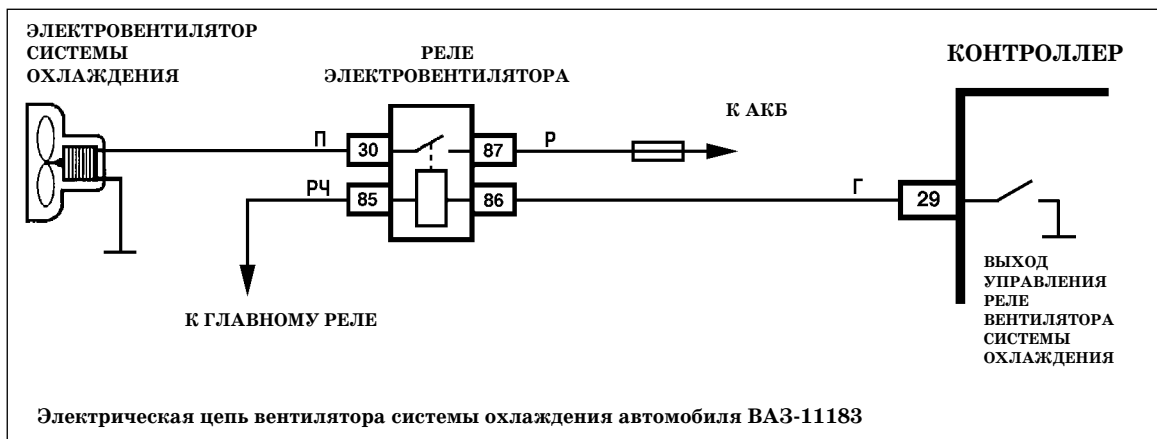 ЭЛЕКТРОВЕНТИЛЯТОР
СИСТЕМЫ
ОХЛАЖДЕНИЯ
РЕЛЕ
ЭЛЕКТРОВЕНТИЛЯТОРА
КОНТРОЛЛЕР
К АКБ
П
30
87
Р
РЧ
85
86
Г
29
К ГЛАВНОМУ РЕЛЕ
ВЫХОД
УПРАВЛЕНИЯ
РЕЛЕ
ВЕНТИЛЯТОРА
СИСТЕМЫ
ОХЛАЖДЕНИЯ
Электрическая цепь вентилятора системы охлаждения автомобиля ВАЗ-11183